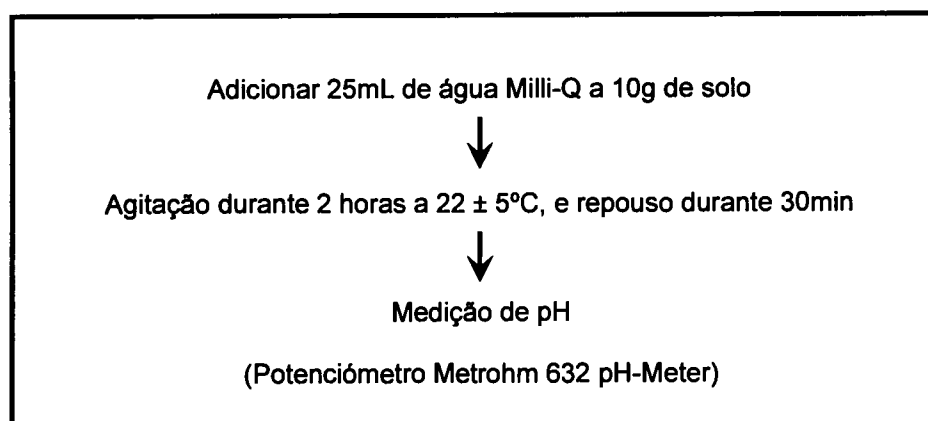 Adicionar 25mL de água Milli-Q a 10g de solo
Agitação durante 2 horas a 22 ± 5ºC, e repouso durante 30min
Medição de pH
(Potenciómetro Metrohm 632 pH-Meter)